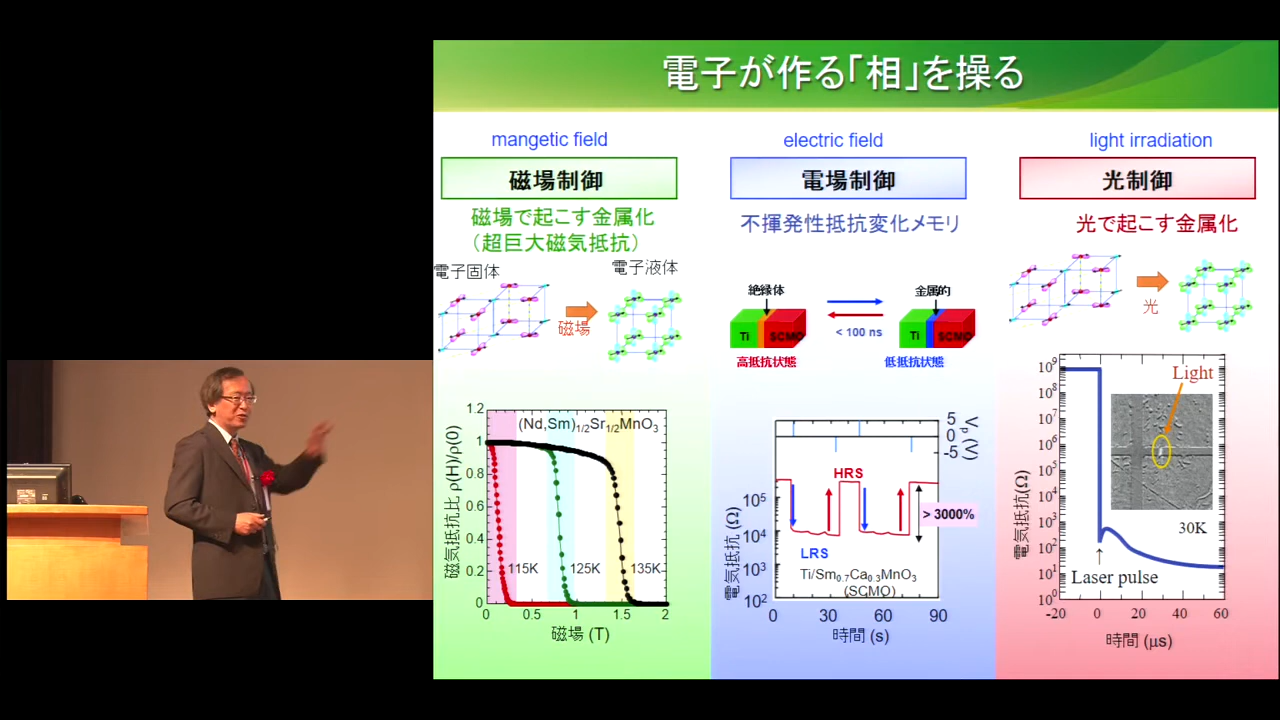 電子が作る「相」を操る
mangetic field
磁場制御
磁場で起こす金属化
（超巨大磁気抵抗）
電子固体
電子液体
磁場
1.2
1
0.8
0.6
0.4
0.2
0
(Nd,Sm)1/2Sr1/2MnO3
磁気抵抗比 ρ(H)/ρ(0)
115K
125K
135K
0 0.5 1 1.5 2
磁場 (T)
electric field
電場制御
不揮発性抵抗変化メモリ
絶縁体
金属的
Ti
SCMO
< 100 ns
Ti
SCMO
高抵抗状態
低抵抗状態
5
0
-5
Vp (V)
HRS
> 3000%
LRS
Ti/Sm0.7Ca0.3MnO3
(SCMO)
10^5
10^4
10^3
10^2
電気抵抗 (Ω)
0 30 60 90
時間 (s)
light irradiation
光制御
光で起こす金属化
光
Light
10^9
10^8
10^7
10^6
10^5
10^4
10^3
10^2
10^1
10^0
電気抵抗(Ω)
30K
Laser pulse
-20 0 20 40 60
時間 (μs)